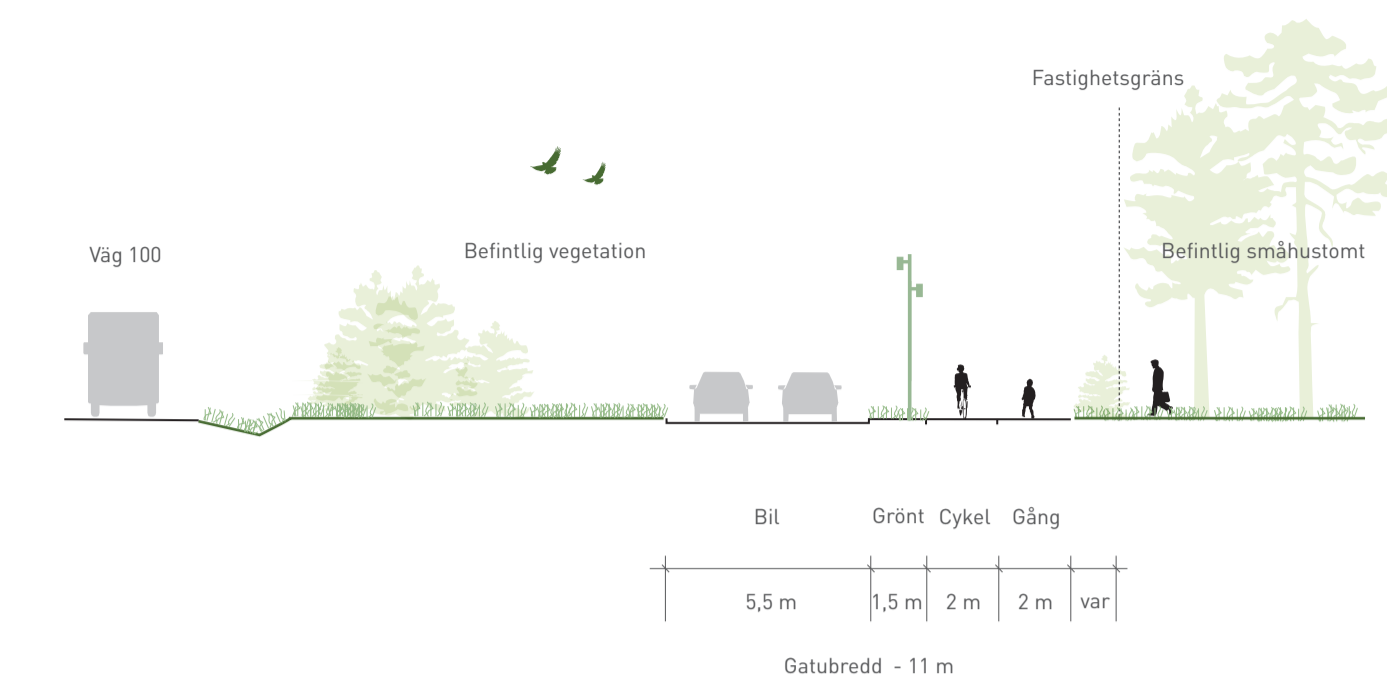 Fastighetsgräns
Väg 100
Befintlig vegetation
Befintlig småhustomt
Bil
Grönt
Cykel
Gång
5,5 m
1,5 m
2 m
2 m
var
Gatubredd - 11 m